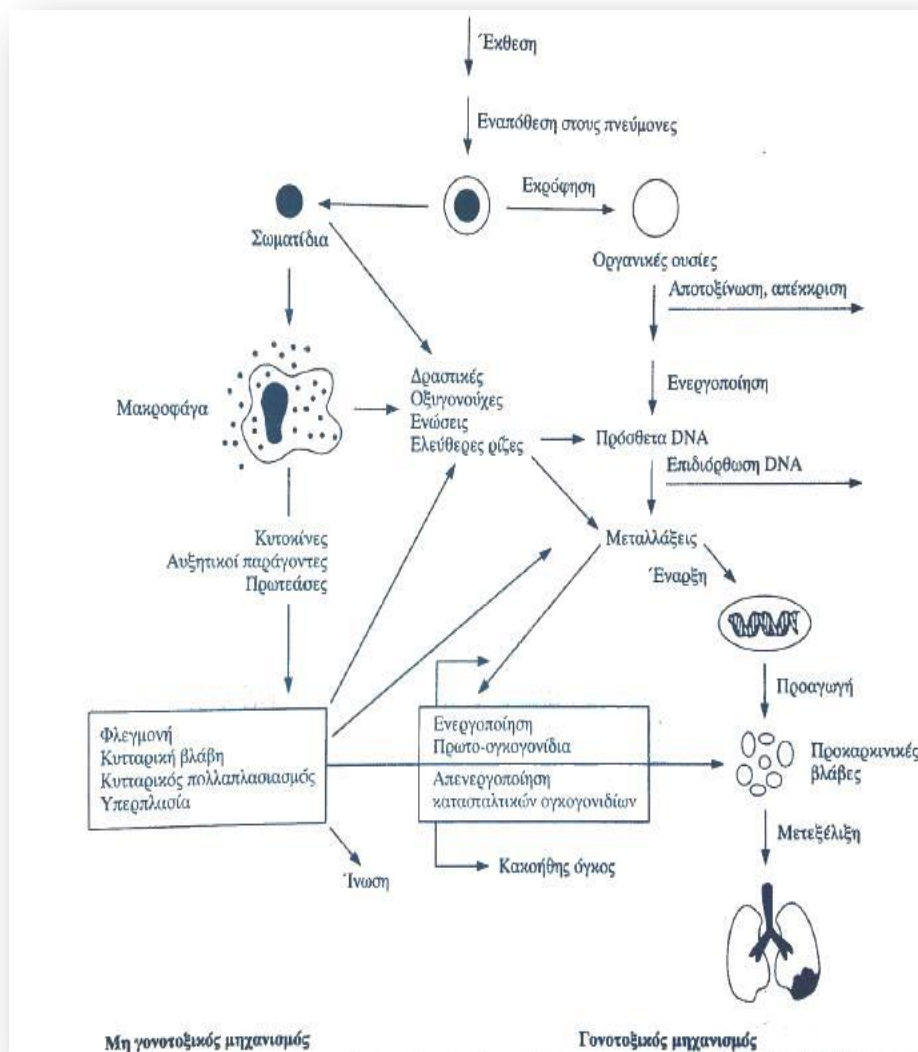 Έκθεση
Εναπόθεση στους πνεύμονες
Εκρόφηση
Σωματίδια
Οργανικές ουσίες
Αποτοξίνωση, απέκκριση
Ενεργοποίηση
Μακροφάγα
Δραστικές
Οξυγονούχες
Ενώσεις
Ελεύθερες ρίζες
Πρόσθετα DNA
Επιδιόρθωση DNA
Κυτοκίνες
Αυξητικοί παράγοντες
Πρωτεάσες
Μεταλλάξεις
Έναρξη
Προαγωγή
Φλεγμονή
Κυτταρική βλάβη
Κυτταρικός πολλαπλασιασμός
Υπερπλασία
Ενεργοποίηση
Πρωτο-ογκογονίδια
Απενεργοποίηση
κατασταλτικών ογκογονιδίων
Προκαρκινικές
βλάβες
Μετεξέλιξη
Ίνωση
Κακοήθης όγκος
Μη γονοτοξικός μηχανισμός
Γονοτοξικός μηχανισμός